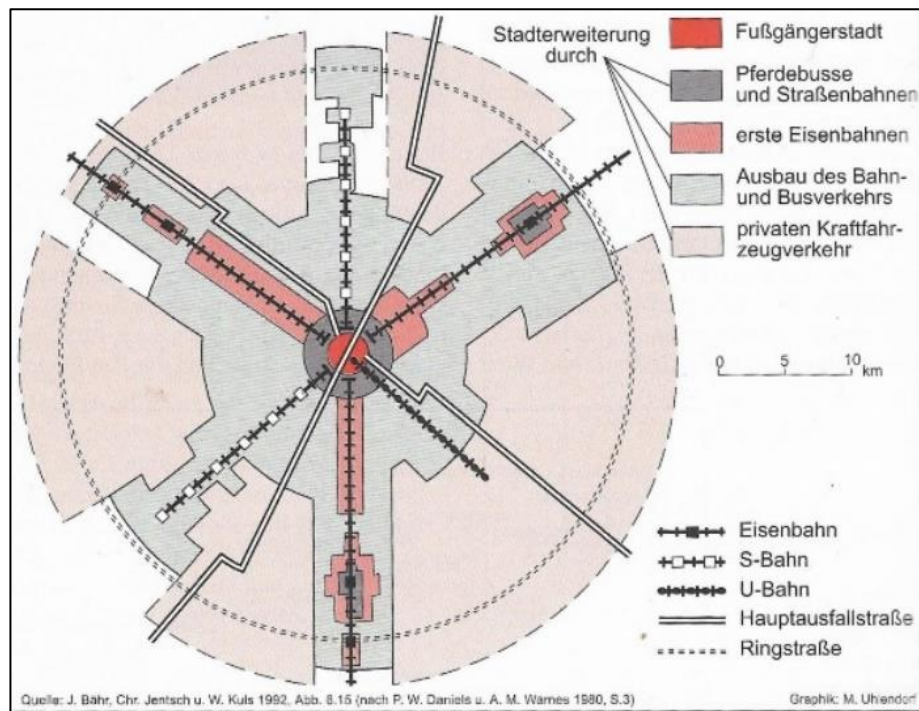 Stadterweiterung
durch
Fußgängerstadt
Pferdebusse
und Straßenbahnen
erste Eisenbahnen
Ausbau des Bahn-
und Busverkehrs
privaten Kraftfahr-
zeugverkehr
0 5 10
km
Eisenbahn
S-Bahn
U-Bahn
Hauptausfallstraße
Ringstraße
Quelle: J. Bähr, Chr. Jentsch u. W. Kuls 1992, Abb. 8.15 (nach P. W. Daniels u. A. M. Warnes 1980, S.3)
Graphik: M. Uhlendorf